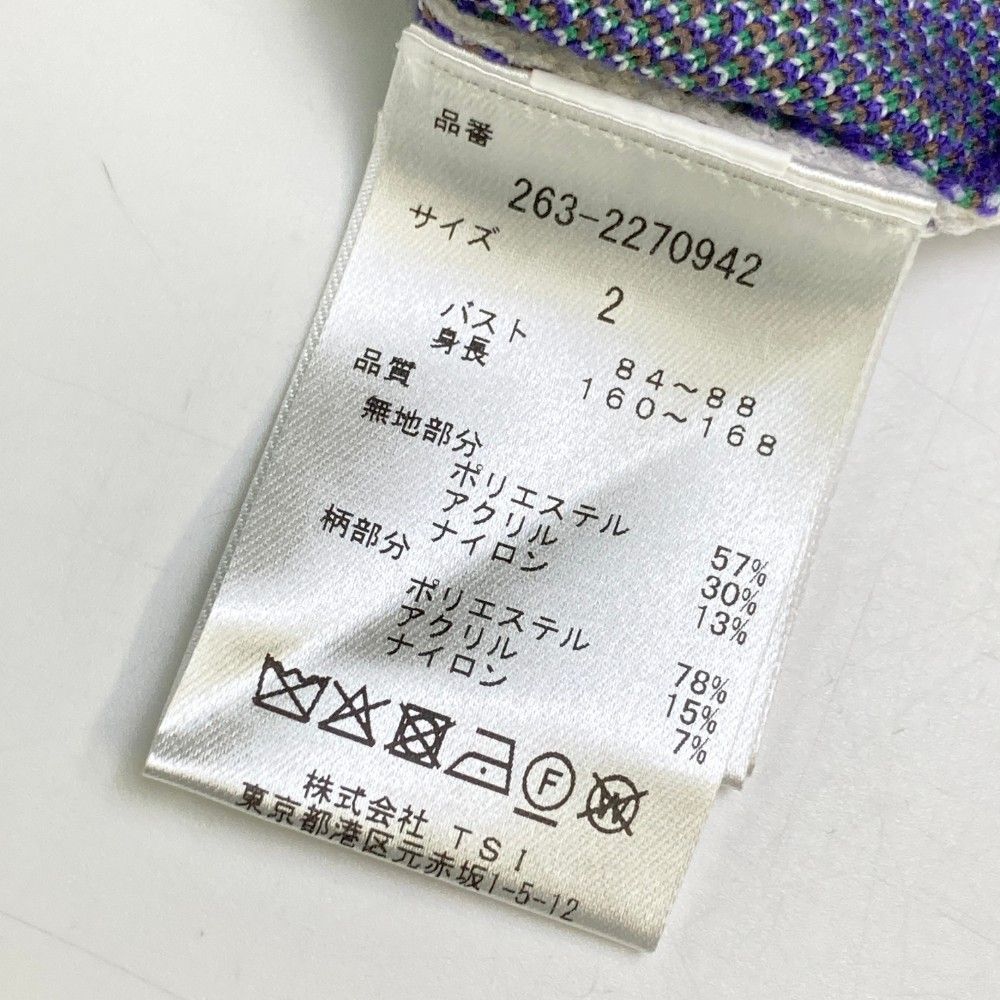 品番
263-2270942
サイズ
2
バスト 84～88
身長 160～168
品質
無地部分
ポリエステル 57%
アクリル 30%
ナイロン 13%
柄部分
ポリエステル 78%
アクリル 15%
ナイロン 7%
F W
株式会社 TSI
東京都港区元赤坂1-5-12